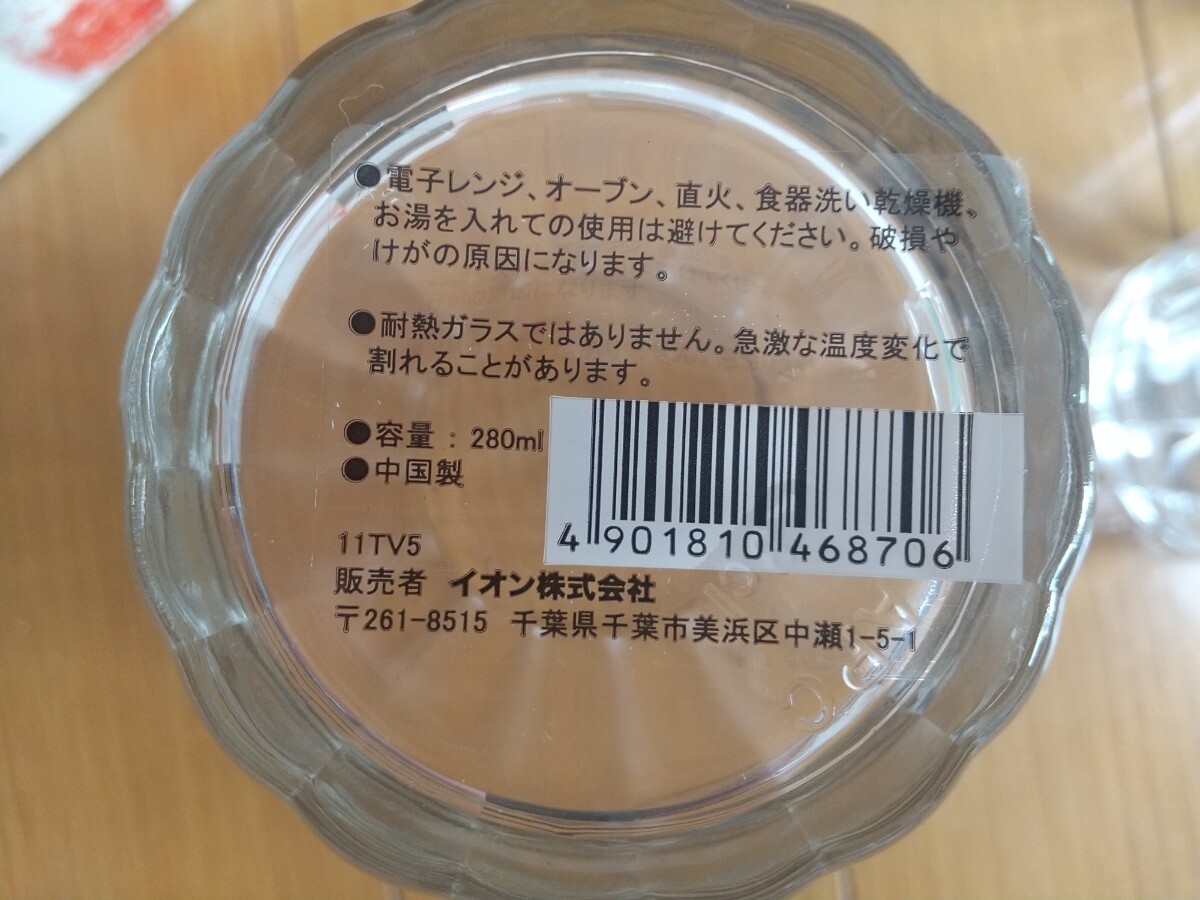 ●電子レンジ、オーブン、直火、食器洗い乾燥機、
お湯を入れての使用は避けてください。破損や
けがの原因になります。
●耐熱ガラスではありません。急激な温度変化で
割れることがあります。
●容量：280ml
●中国製
4 901810 468706
11TV5
販売者 イオン株式会社
〒261-8515 千葉県千葉市美浜区中瀬1-5-1